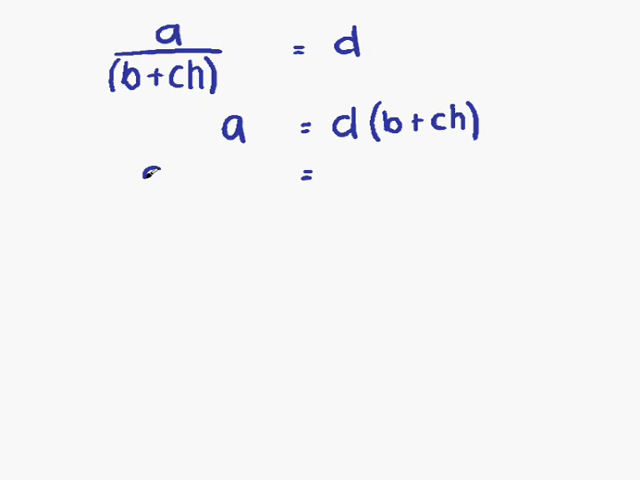 a/(b+ch) = d
a = d(b+ch)
=